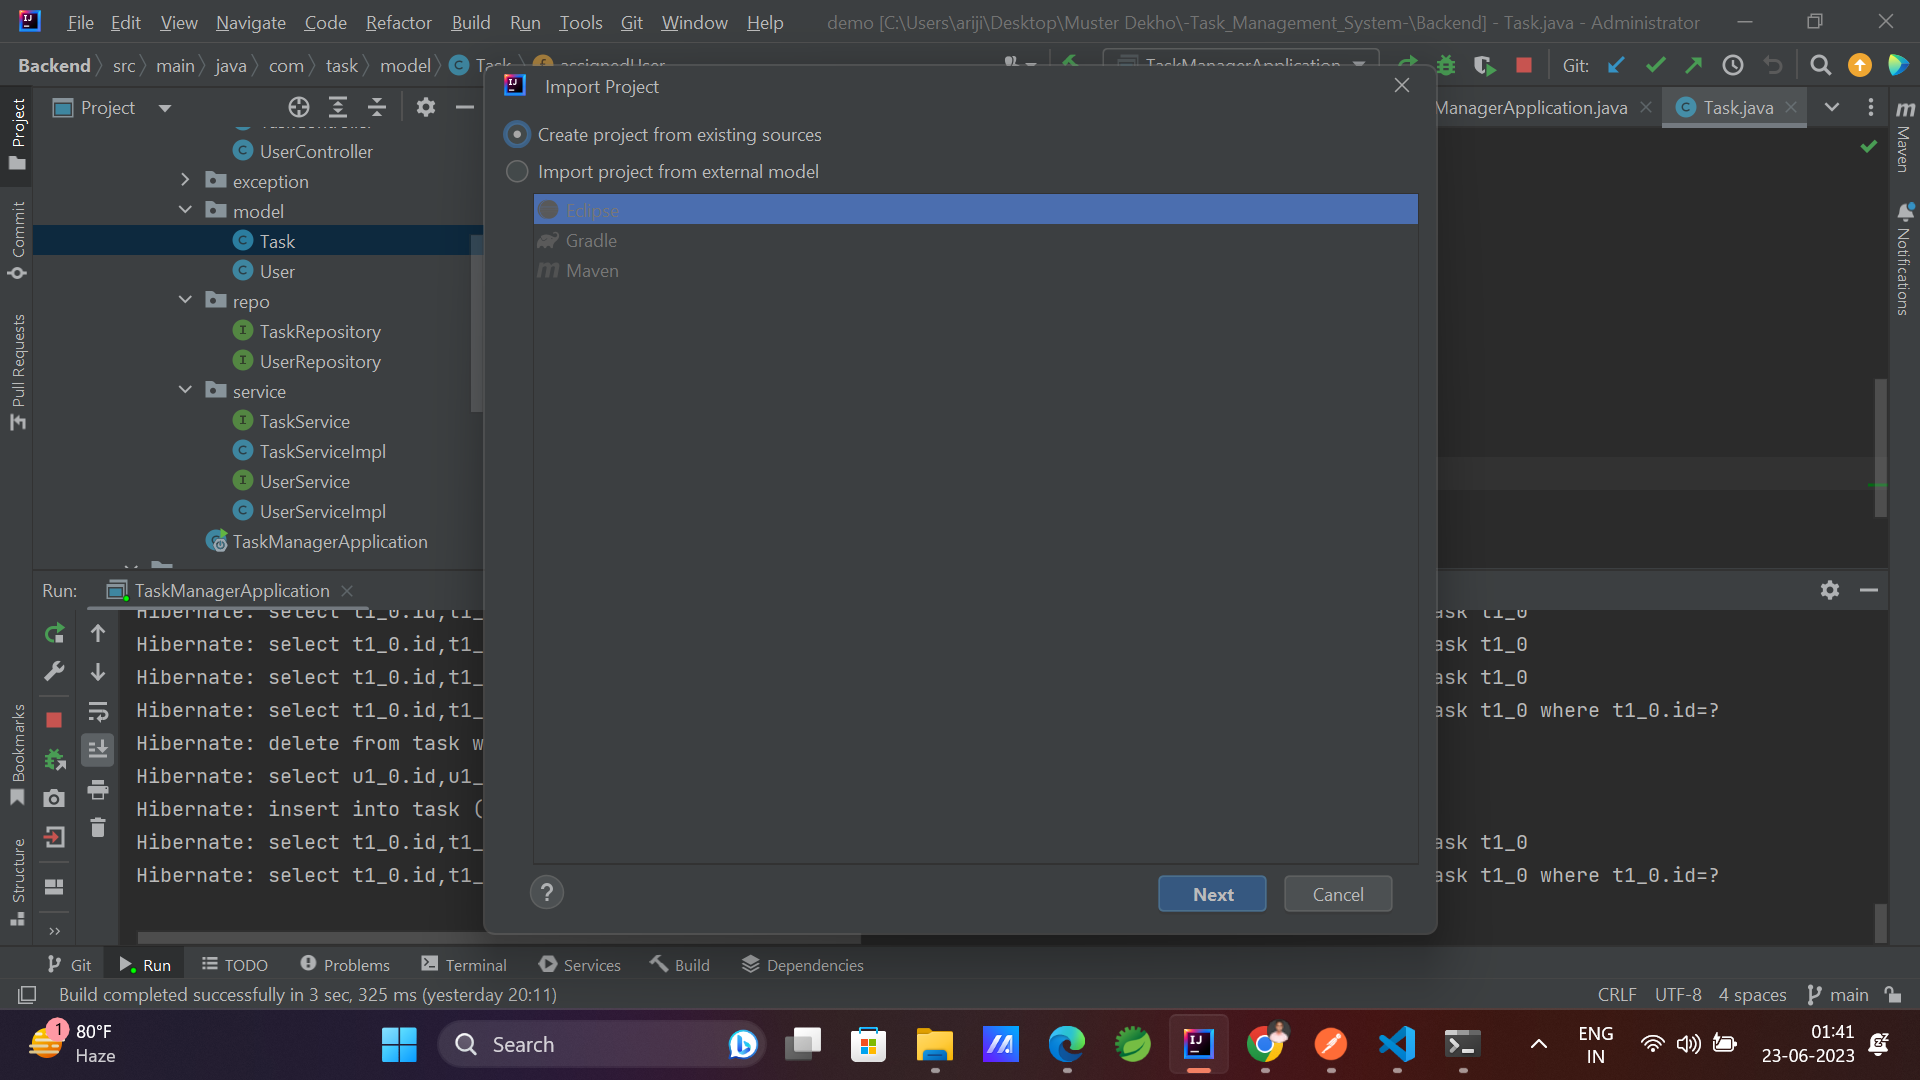 File Edit View Navigate Code Refactor Build Run Tools Git Window Help demo [C:\Users\ariji\Desktop\Muster Dekho\-Task_Management_System-\Backend] - Task.java - Administrator
Backend src main java com task model Task assignedUser TaskManagerApplication Git:
Project
Import Project
ManagerApplication.java Task.java
Create project from existing sources
Import project from external model
Eclipse
Gradle
Maven
TaskController
UserController
exception
model
Task
User
repo
TaskRepository
UserRepository
service
TaskService
TaskServiceImpl
UserService
UserServiceImpl
TaskManagerApplication
Project
Commit
Pull Requests
Bookmarks
Structure
Maven
Notifications
Run: TaskManagerApplication
Hibernate: select t1_0.id,t1_ ask t1_0
Hibernate: select t1_0.id,t1_ ask t1_0
Hibernate: select t1_0.id,t1_ ask t1_0
Hibernate: select t1_0.id,t1_ ask t1_0 where t1_0.id=?
Hibernate: delete from task w
Hibernate: select u1_0.id,u1_
Hibernate: insert into task (
Hibernate: select t1_0.id,t1_ ask t1_0
Hibernate: select t1_0.id,t1_ ask t1_0 where t1_0.id=?
? Next Cancel
Git Run TODO Problems Terminal Services Build Dependencies
Build completed successfully in 3 sec, 325 ms (yesterday 20:11) CRLF UTF-8 4 spaces main
1 80°F
Haze
Search
ENG
IN
01:41
23-06-2023